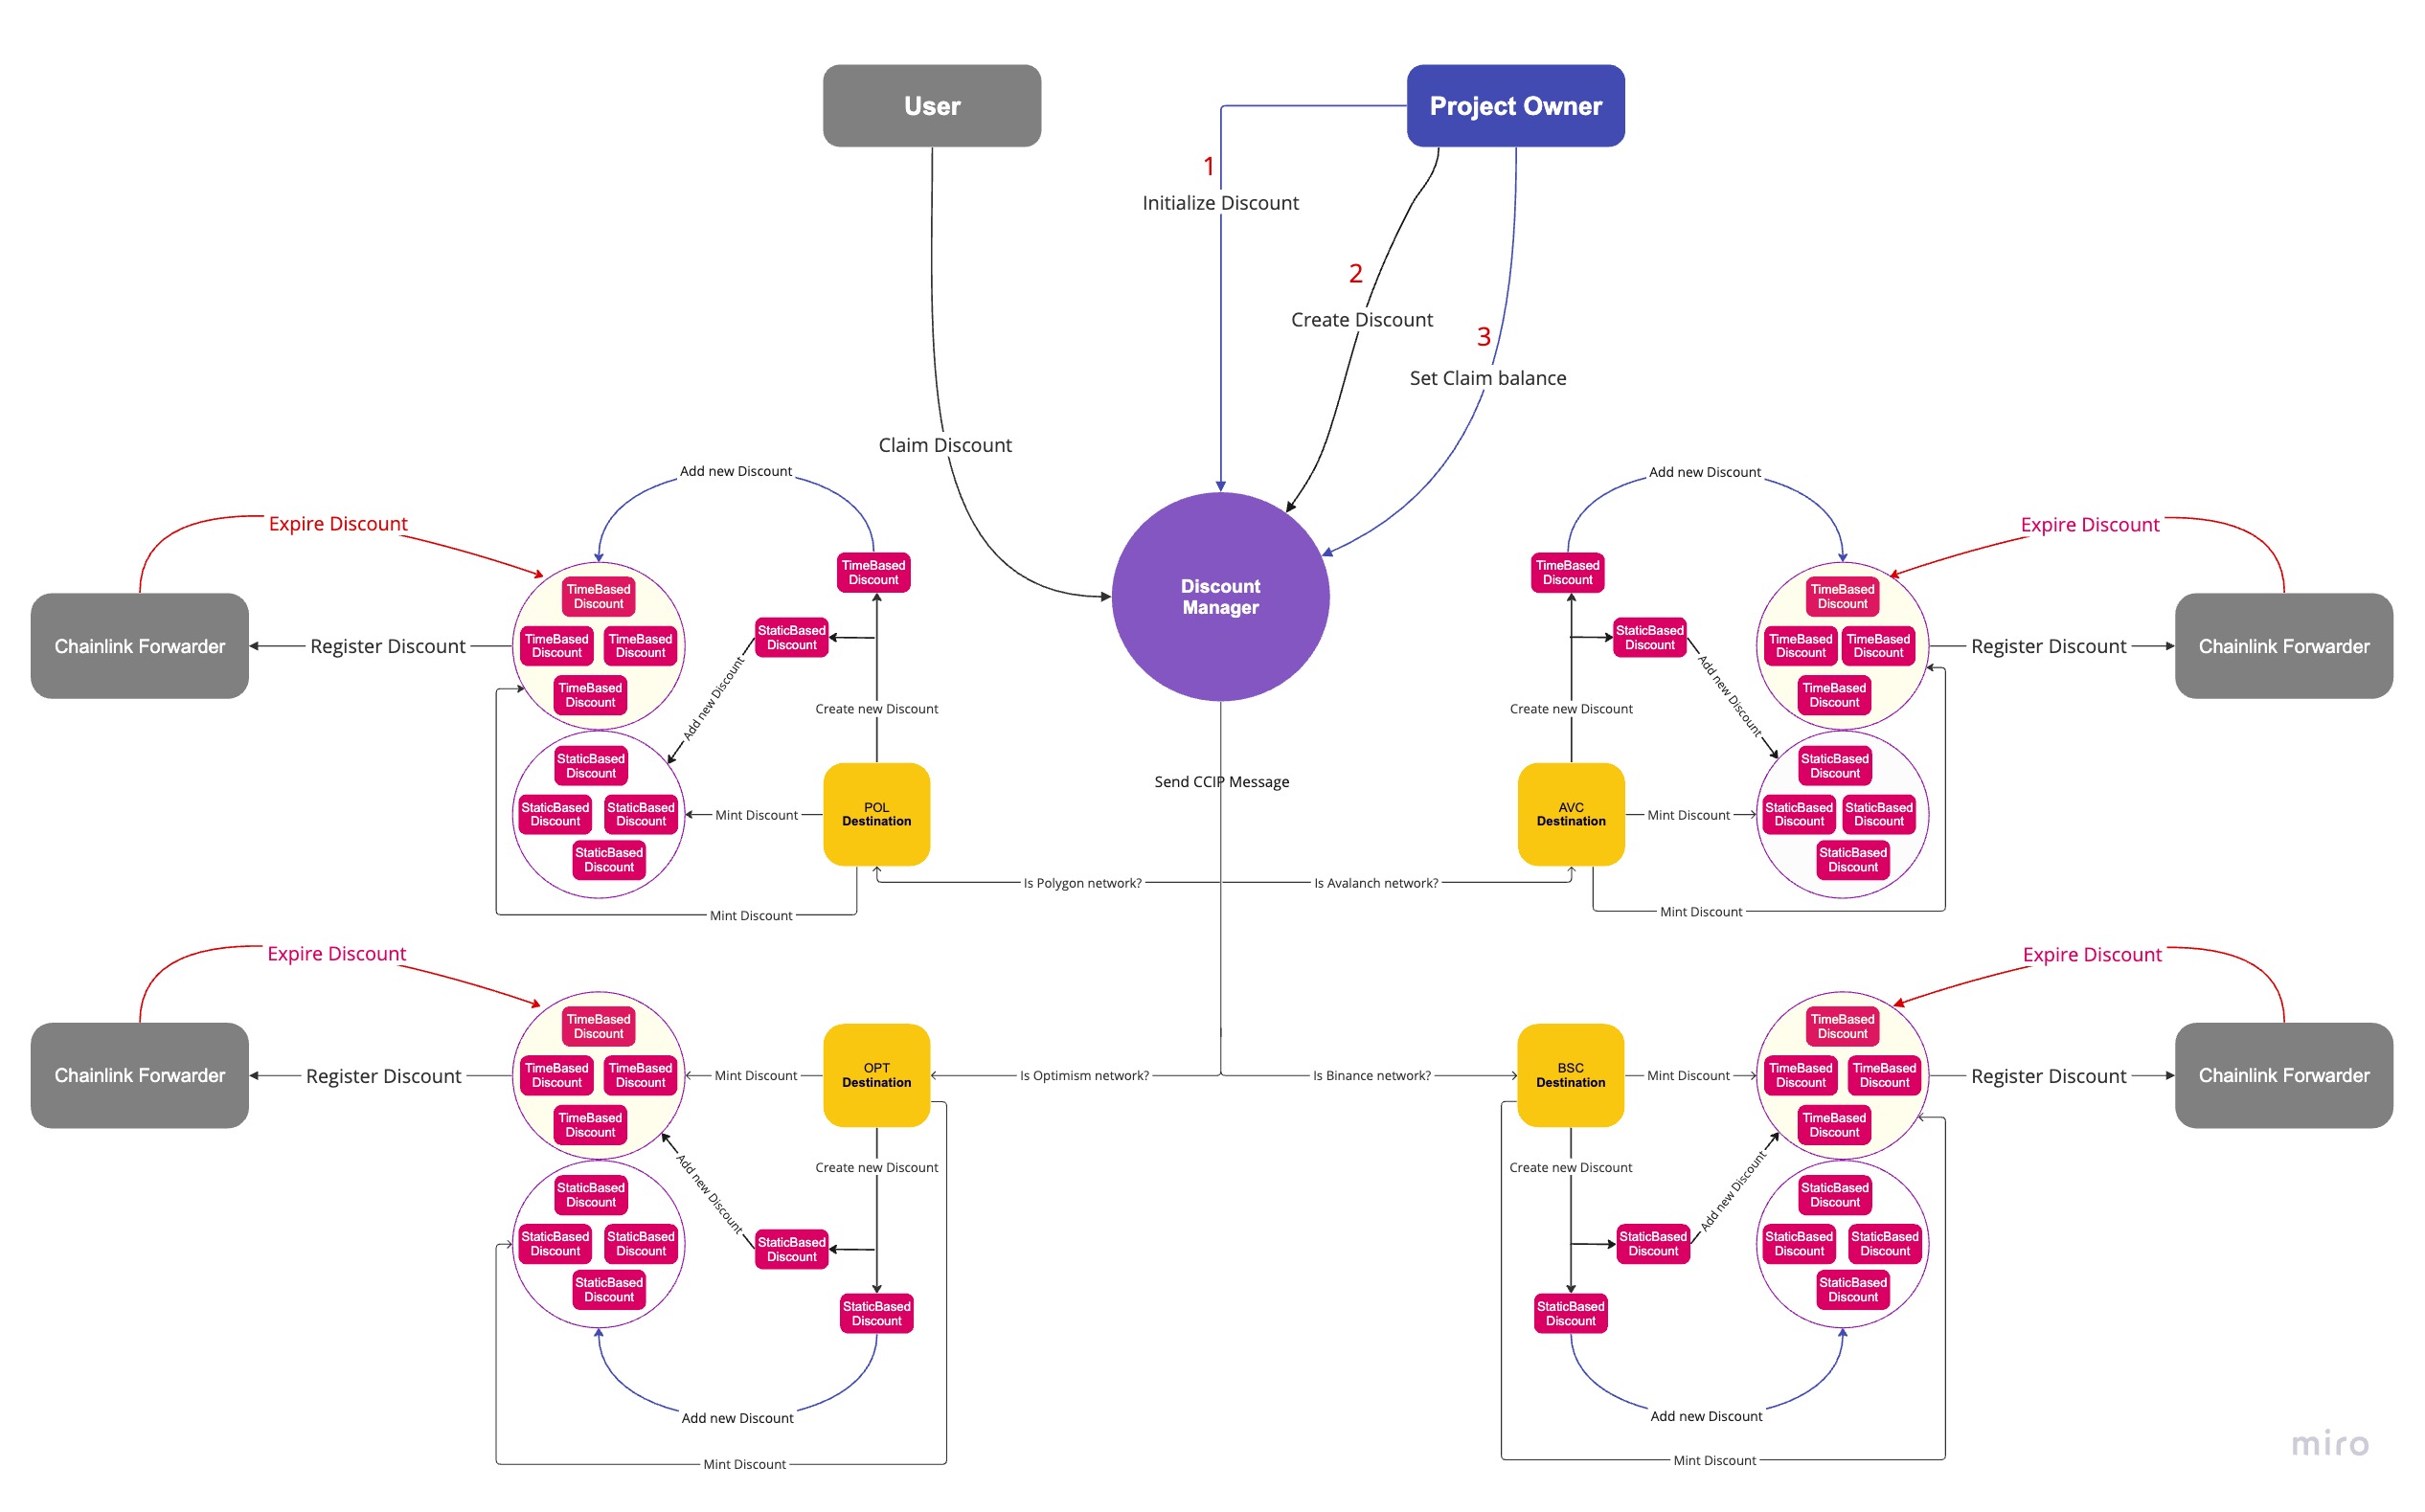 User
Project Owner
1
Initialize Discount
2
Create Discount
3
Set Claim balance
Claim Discount
Discount
Manager
Send CCIP Message
Add new Discount
Expire Discount
TimeBased
Discount
StaticBased
Discount
Add new Discount
Create new Discount
TimeBased
Discount
TimeBased
Discount
TimeBased
Discount
TimeBased
Discount
Chainlink Forwarder
Register Discount
StaticBased
Discount
StaticBased
Discount
StaticBased
Discount
StaticBased
Discount
Mint Discount
POL
Destination
Is Polygon network?
Mint Discount
Add new Discount
Expire Discount
TimeBased
Discount
StaticBased
Discount
Add new Discount
Create new Discount
TimeBased
Discount
TimeBased
Discount
TimeBased
Discount
TimeBased
Discount
Register Discount
Chainlink Forwarder
AVC
Destination
Mint Discount
StaticBased
Discount
StaticBased
Discount
StaticBased
Discount
StaticBased
Discount
Is Avalanch network?
Mint Discount
Expire Discount
Chainlink Forwarder
Register Discount
TimeBased
Discount
TimeBased
Discount
TimeBased
Discount
TimeBased
Discount
Mint Discount
OPT
Destination
Is Optimism network?
Create new Discount
Add new Discount
StaticBased
Discount
StaticBased
Discount
StaticBased
Discount
StaticBased
Discount
StaticBased
Discount
StaticBased
Discount
Add new Discount
Mint Discount
Expire Discount
Is Binance network?
BSC
Destination
Mint Discount
TimeBased
Discount
TimeBased
Discount
TimeBased
Discount
TimeBased
Discount
Register Discount
Chainlink Forwarder
Create new Discount
Add new Discount
StaticBased
Discount
StaticBased
Discount
StaticBased
Discount
StaticBased
Discount
StaticBased
Discount
StaticBased
Discount
Add new Discount
Mint Discount
miro